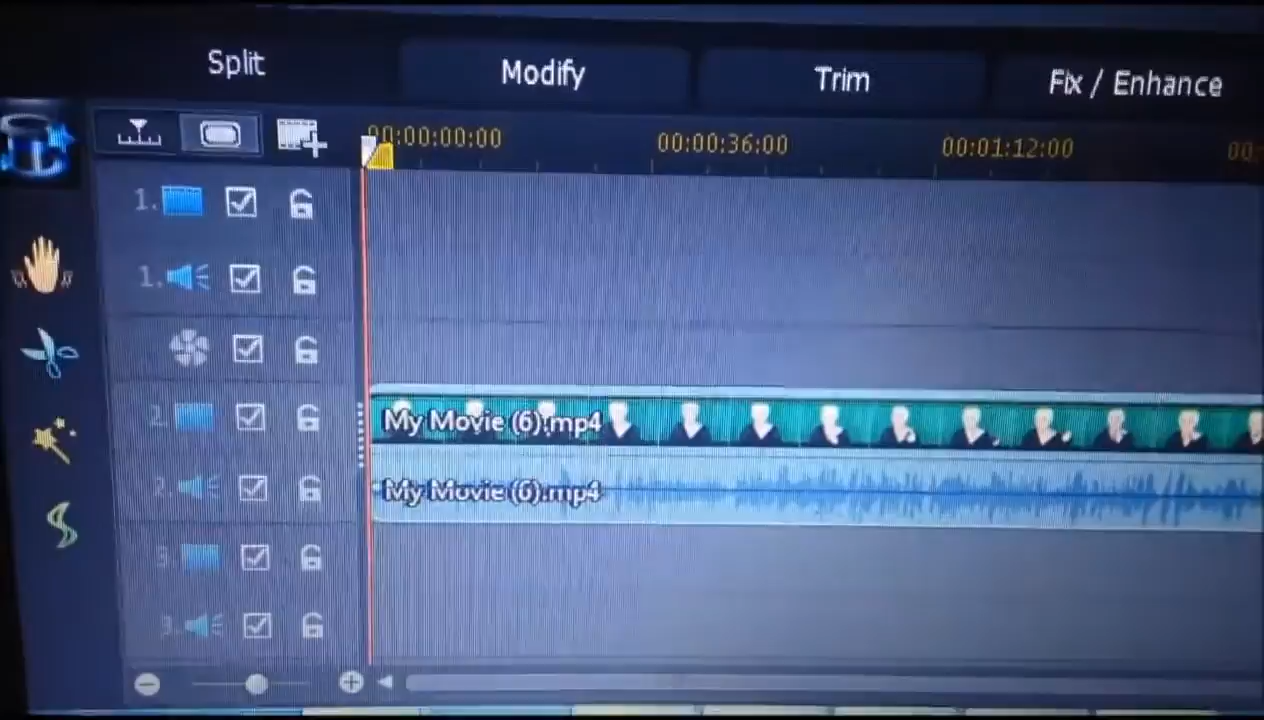 Split Modify Trim Fix / Enhance
00:00:00:00 00:00:36:00 00:01:12:00 00:
1.
1.
2. My Movie (6).mp4
2. My Movie (6).mp4
3.
3.